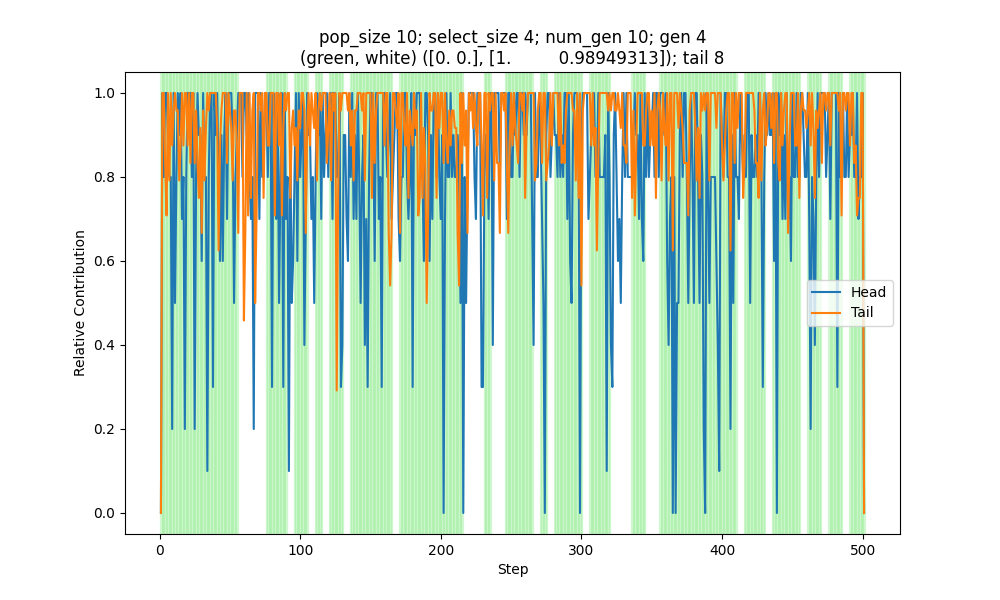 pop_size 10; select_size 4; num_gen 10; gen 4
(green, white) ([0. 0.], [1.         0.98949313]); tail 8
1.0
0.8
0.6
0.4
0.2
0.0
Relative Contribution
Head
Tail
0 100 200 300 400 500
Step